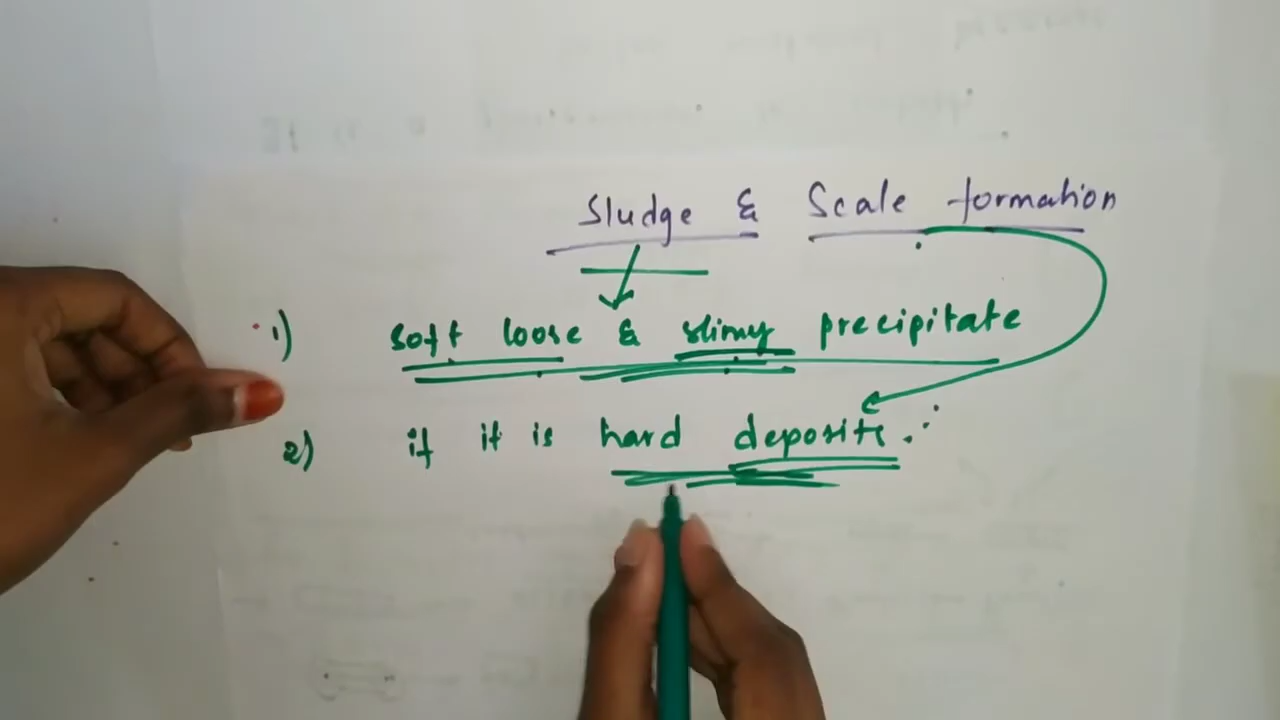 Sludge & Scale formation
1) soft loose & slimy precipitate
2) if it is hard deposite.